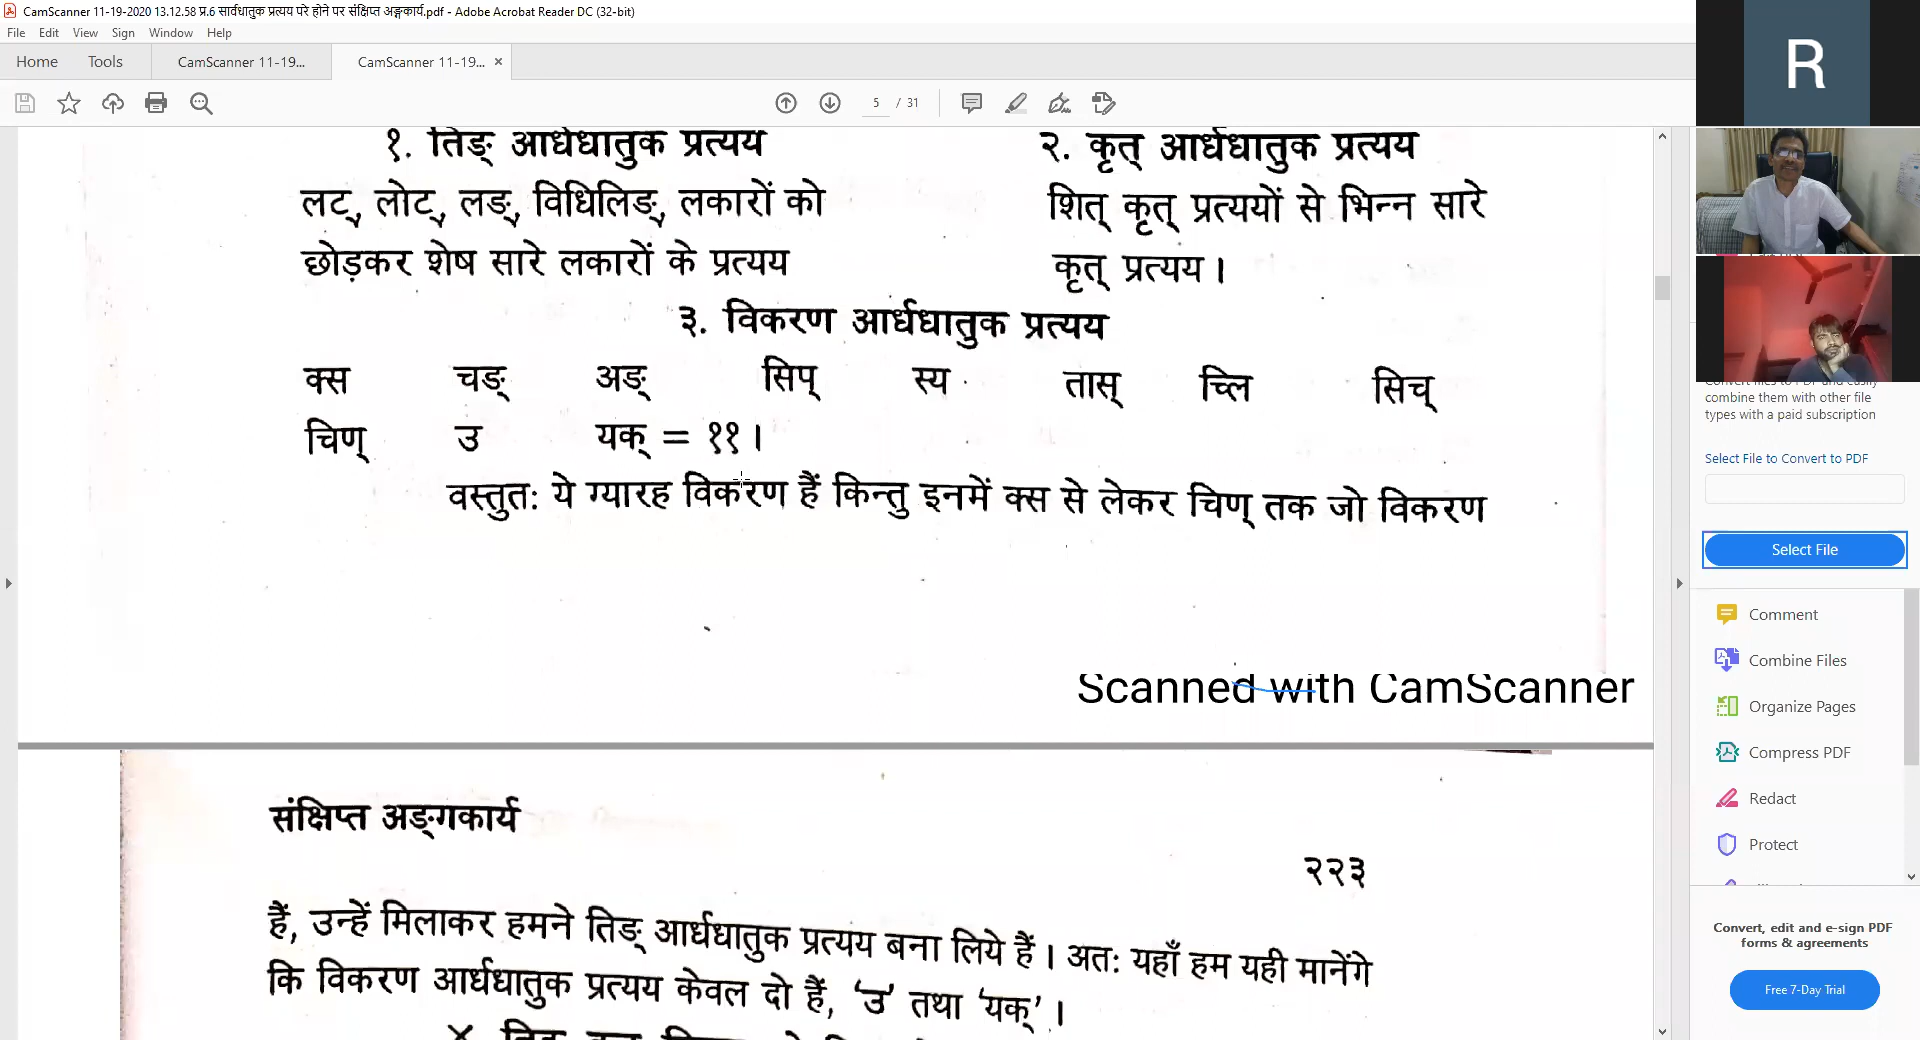 CamScanner 11-19-2020 13.12.58 प्र.6 सार्वधातुक प्रत्यय परे होने पर संक्षिप्त अङ्गकार्य.pdf - Adobe Acrobat Reader DC (32-bit)
File Edit View Sign Window Help
Home Tools CamScanner 11-19... CamScanner 11-19... ×
5 / 31
R
१. तिङ् आर्धधातुक प्रत्यय २. कृत् आर्धधातुक प्रत्यय
लट्, लोट्, लङ्, विधिलिङ्, लकारों को शित् कृत् प्रत्ययों से भिन्न सारे
छोड़कर शेष सारे लकारों के प्रत्यय कृत् प्रत्यय ।
३. विकरण आर्धधातुक प्रत्यय
क्स चङ् अङ् सिप् स्य तास् च्लि सिच्
चिण् उ यक् = ११ ।
वस्तुतः ये ग्यारह विकरण हैं किन्तु इनमें क्स से लेकर चिण् तक जो विकरण
Scanned with CamScanner
संक्षिप्त अङ्गकार्य
२२३
हैं, उन्हें मिलाकर हमने तिङ् आर्धधातुक प्रत्यय बना लिये हैं । अतः यहाँ हम यही मानेंगे
कि विकरण आर्धधातुक प्रत्यय केवल दो हैं, 'उ' तथा 'यक्' ।
Convert files to PDF and easily
combine them with other file
types with a paid subscription
Select File to Convert to PDF
Select File
Comment
Combine Files
Organize Pages
Compress PDF
Redact
Protect
Convert, edit and e-sign PDF
forms & agreements
Free 7-Day Trial